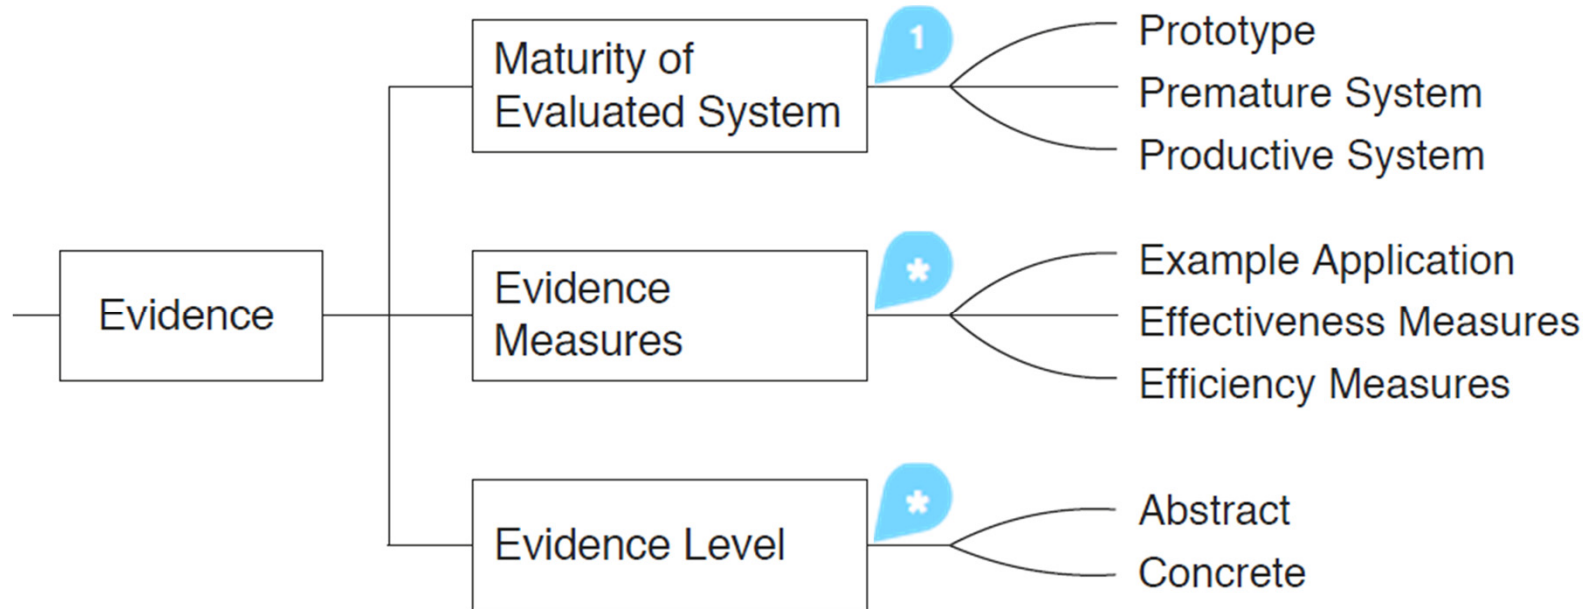 Evidence
Maturity of
Evaluated System
1
Prototype
Premature System
Productive System
Evidence
Measures
*
Example Application
Effectiveness Measures
Efficiency Measures
Evidence Level
*
Abstract
Concrete